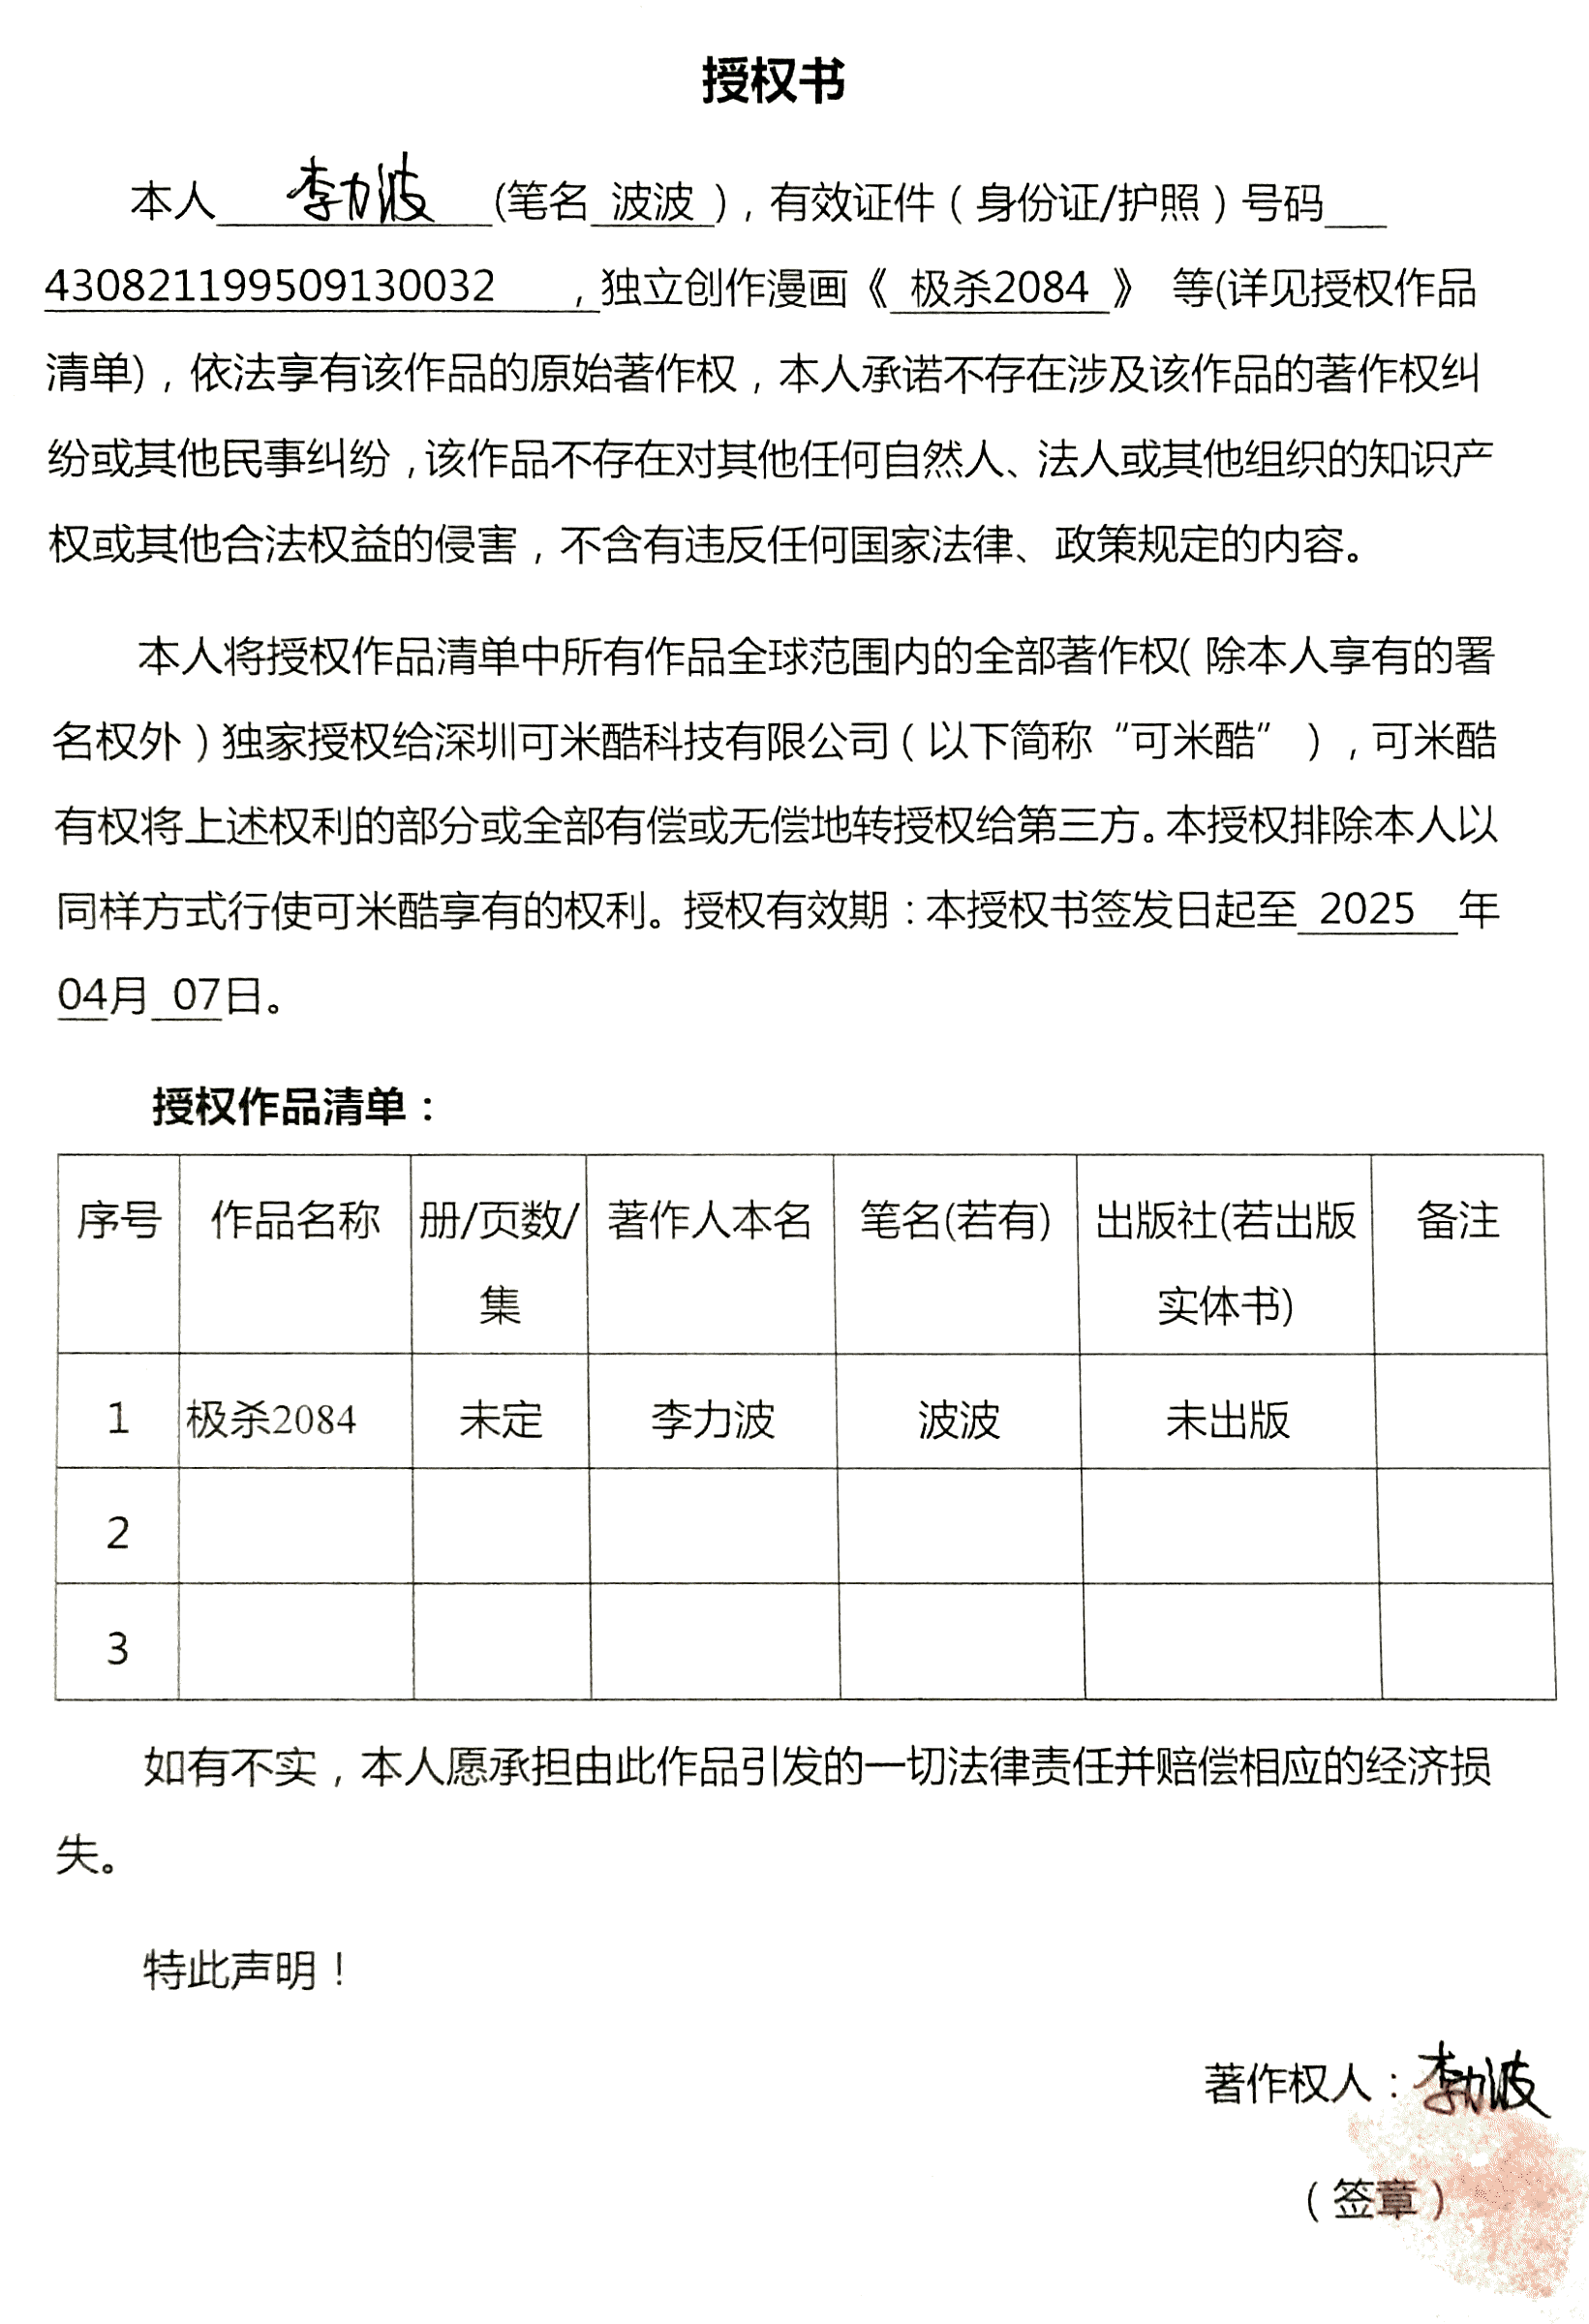 授权书
本人 李力波 (笔名 波波 )，有效证件（身份证/护照）号码
430821199509130032 ，独立创作漫画《 极杀2084 》 等(详见授权作品
清单)，依法享有该作品的原始著作权，本人承诺不存在涉及该作品的著作权纠
纷或其他民事纠纷，该作品不存在对其他任何自然人、法人或其他组织的知识产
权或其他合法权益的侵害，不含有违反任何国家法律、政策规定的内容。
本人将授权作品清单中所有作品全球范围内的全部著作权（除本人享有的署
名权外）独家授权给深圳可米酷科技有限公司（以下简称“可米酷”），可米酷
有权将上述权利的部分或全部有偿或无偿地转授权给第三方。本授权排除本人以
同样方式行使可米酷享有的权利。授权有效期：本授权书签发日起至 2025 年
04月 07日。
授权作品清单：
序号 作品名称 册/页数/ 著作人本名 笔名(若有) 出版社(若出版 备注
集 实体书)
1 极杀2084 未定 李力波 波波 未出版
2
3
如有不实，本人愿承担由此作品引发的一切法律责任并赔偿相应的经济损
失。
特此声明！
著作权人：李力波
（签章）